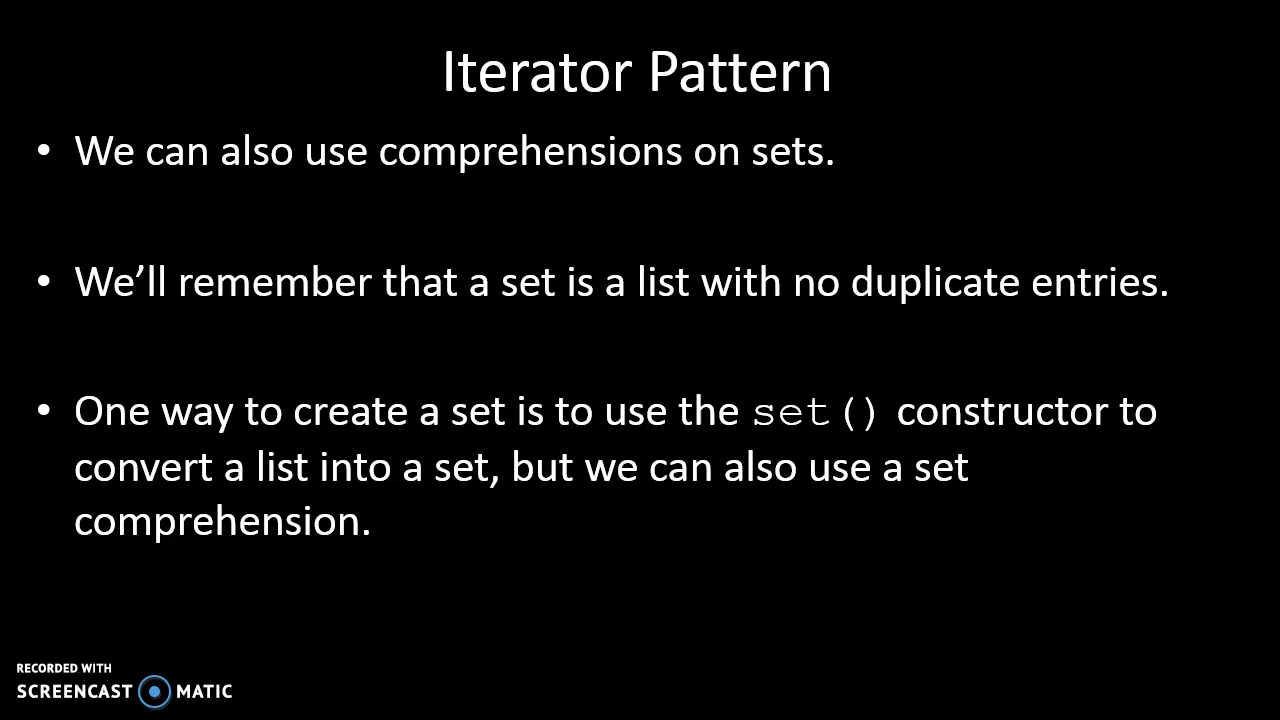 Iterator Pattern
• We can also use comprehensions on sets.
• We’ll remember that a set is a list with no duplicate entries.
• One way to create a set is to use the set() constructor to
convert a list into a set, but we can also use a set
comprehension.
RECORDED WITH
SCREENCAST MATIC